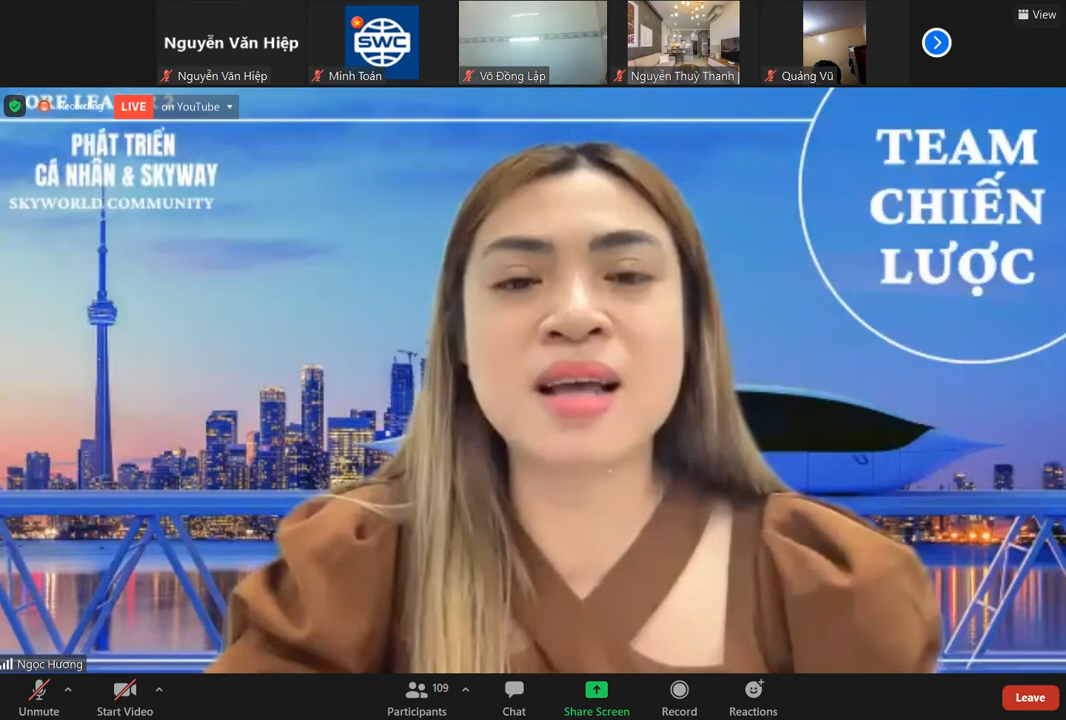 View
Nguyễn Văn Hiệp
SWC
Nguyễn Văn Hiệp
Minh Toán
Võ Đồng Lập
Nguyễn Thuỳ Thanh
Quảng Vũ
Recording
LIVE
on YouTube
PHÁT TRIỂN
CÁ NHÂN & SKYWAY
SKYWORLD COMMUNITY
TEAM
CHIẾN
LƯỢC
Ngọc Hương
109
Unmute
Start Video
Participants
Chat
Share Screen
Record
Reactions
Leave